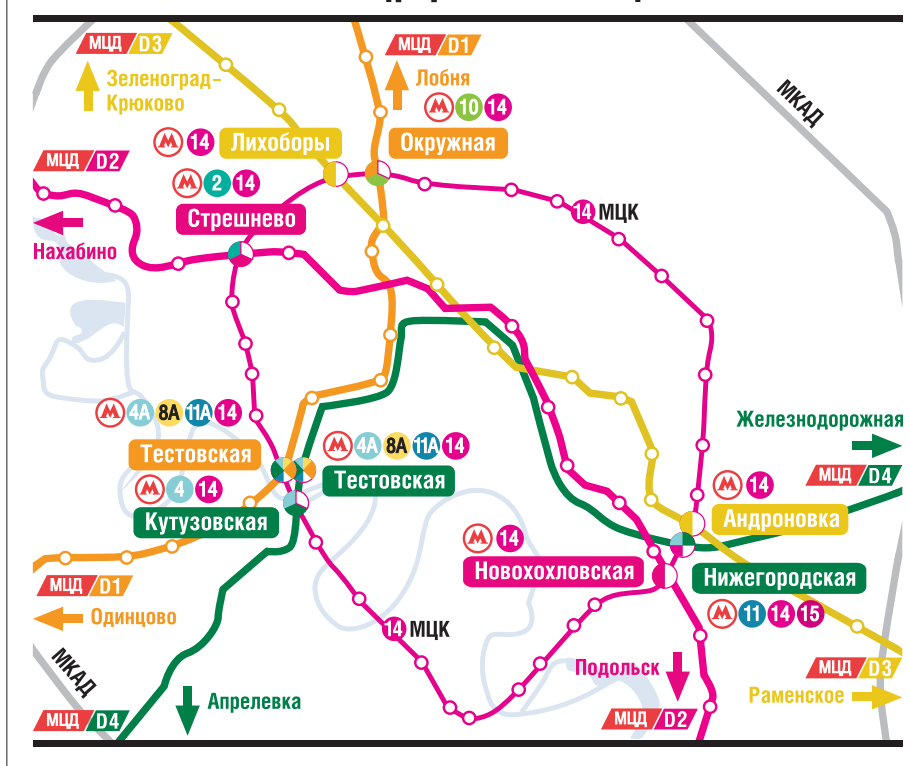 МЦД D3
Зеленоград-
Крюково
МЦД D1
Лобня
М 10 14
Окружная
МКАД
М 14
Лихоборы
МЦД D2
М 2 14
Стрешнево
Нахабино
14 МЦК
М 4А 8А 11А 14
Тестовская
М 4А 8А 11А 14
Тестовская
М 4 14
Кутузовская
Железнодорожная
МЦД D4
М 14
Андроновка
М 14
Новохохловская
Нижегородская
М 11 14 15
МЦД D1
Одинцово
14 МЦК
МКАД
Апрелевка
МЦД D4
Подольск
МЦД D2
МЦД D3
Раменское